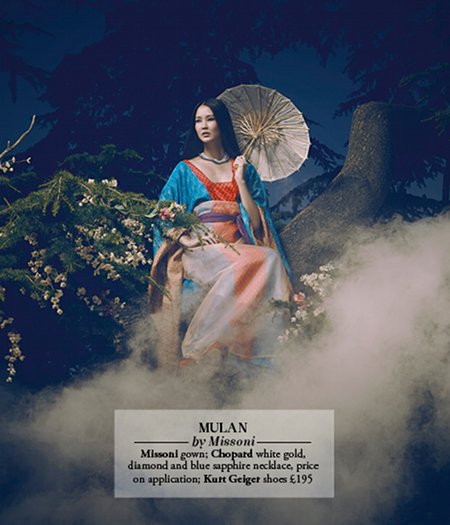 MULAN
by Missoni
Missoni gown; Chopard white gold,
diamond and blue sapphire necklace, price
on application; Kurt Geiger shoes £195